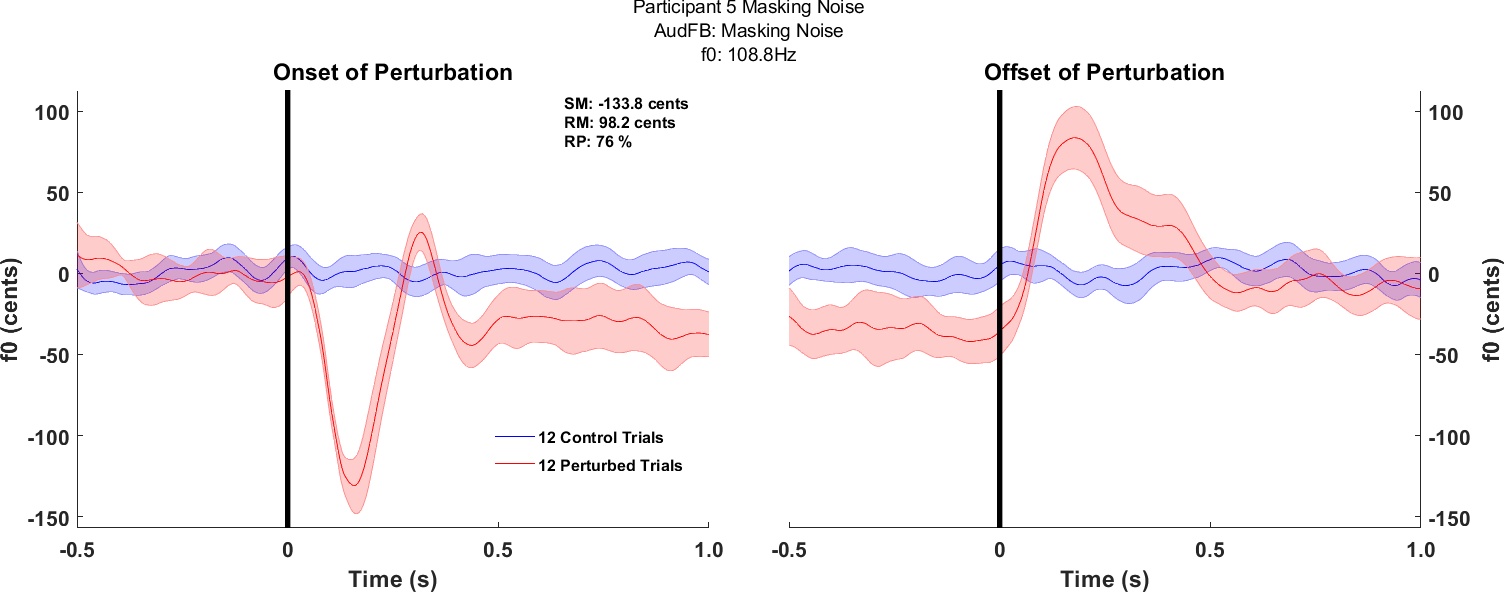 Participant 5 Masking Noise
AudFB: Masking Noise
f0: 108.8Hz
Onset of Perturbation
SM: -133.8 cents
RM: 98.2 cents
RP: 76 %
100
50
0
-50
-100
-150
f0 (cents)
12 Control Trials
12 Perturbed Trials
-0.5 0 0.5 1.0
Time (s)
Offset of Perturbation
100
50
0
-50
-100
-150
f0 (cents)
-0.5 0 0.5 1.0
Time (s)